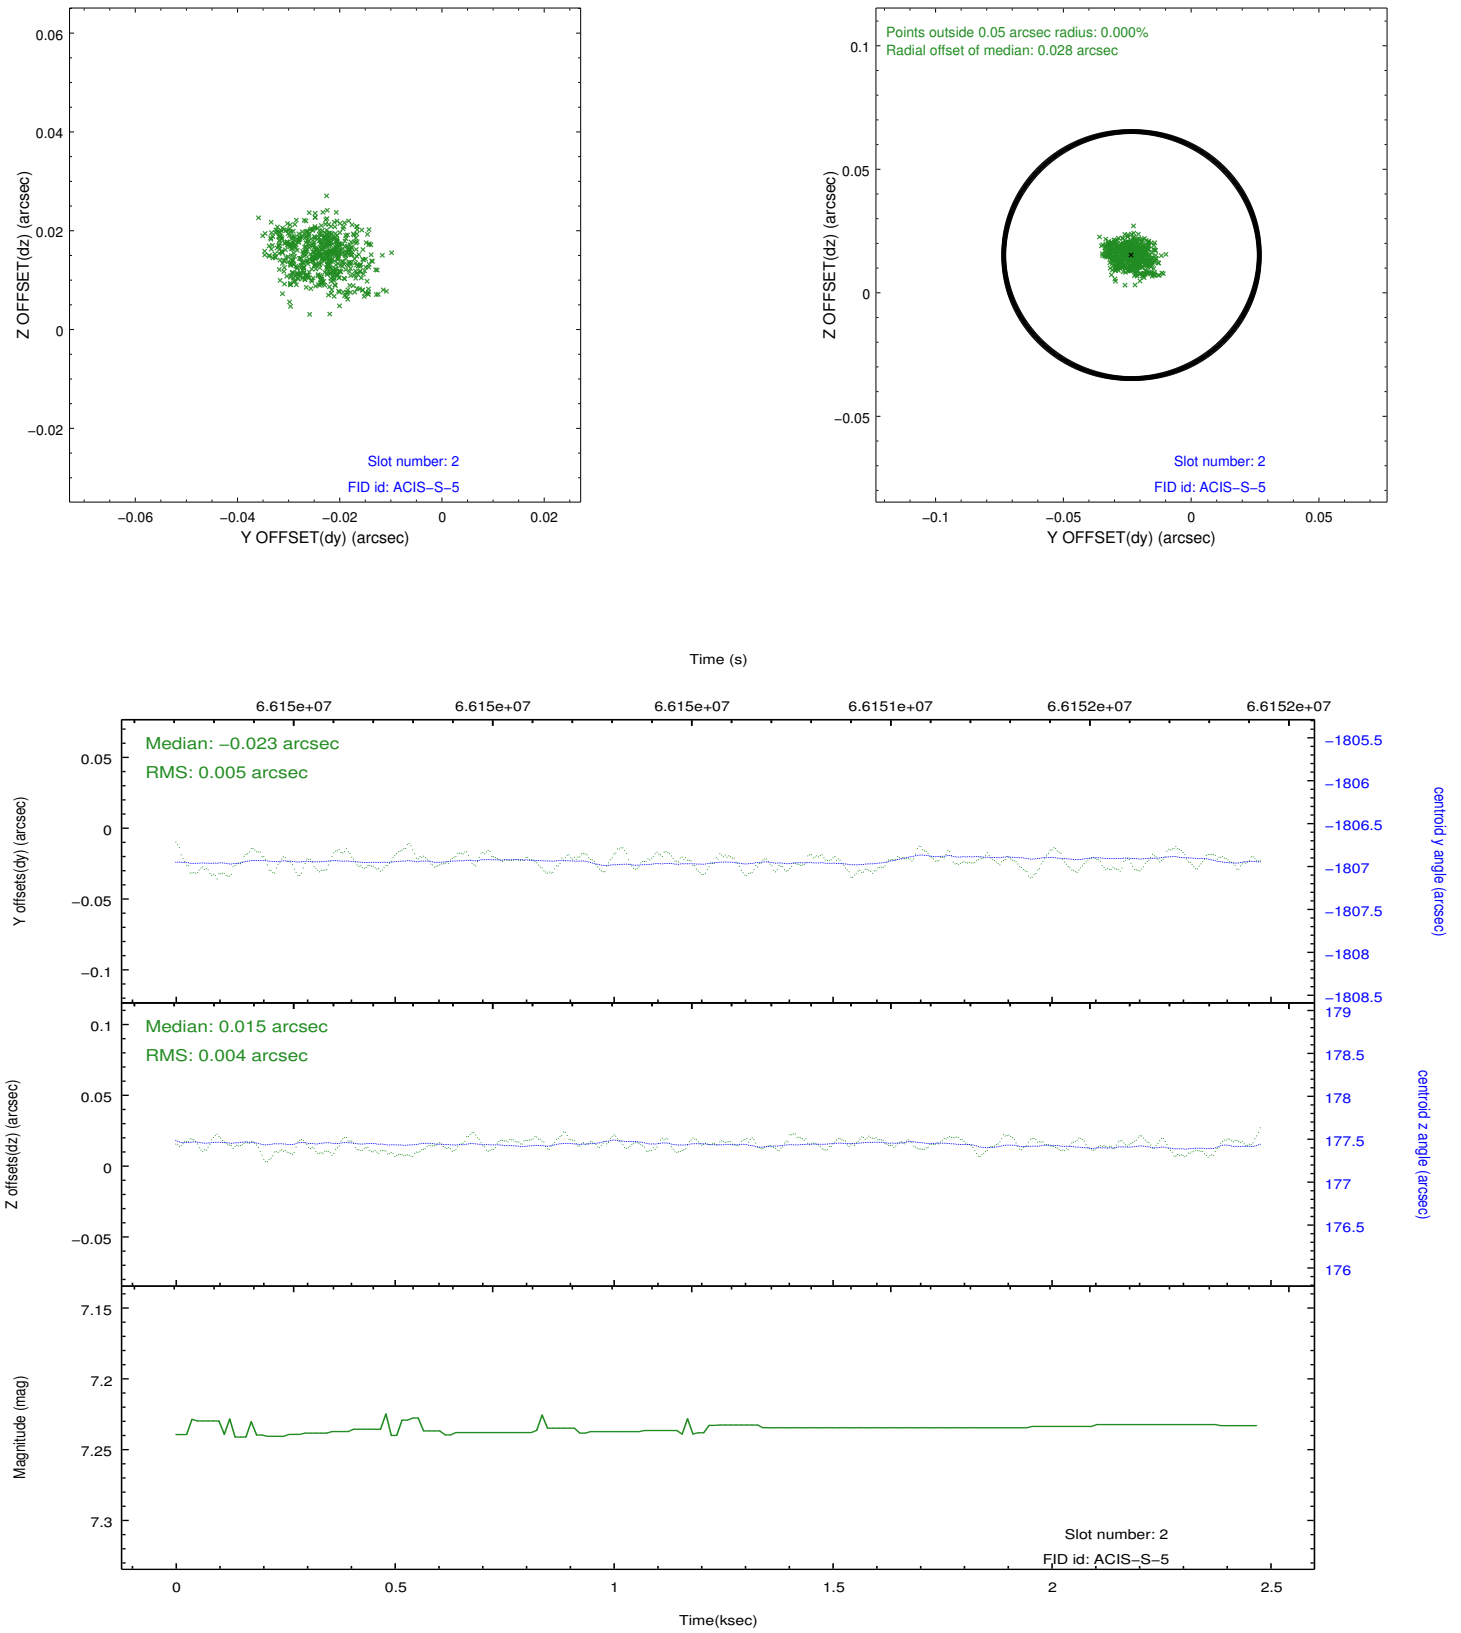 0.06
0.04
0.02
0
−0.02
−0.06
−0.04
−0.02
0
0.02
Z OFFSET(dz) (arcsec)
Y OFFSET(dy) (arcsec)
Slot number: 2
FID id: ACIS−S−5
Points outside 0.05 arcsec radius: 0.000%
Radial offset of median: 0.028 arcsec
0.1
0.05
0
−0.05
−0.1
−0.05
0
0.05
Z OFFSET(dz) (arcsec)
Y OFFSET(dy) (arcsec)
Slot number: 2
FID id: ACIS−S−5
Time (s)
6.615e+07
6.615e+07
6.615e+07
6.6151e+07
6.6152e+07
6.6152e+07
Median: −0.023 arcsec
RMS: 0.005 arcsec
0.05
0
−0.05
−0.1
Y offsets(dy) (arcsec)
−1805.5
−1806
−1806.5
−1807
−1807.5
−1808
−1808.5
centroid y angle (arcsec)
Median: 0.015 arcsec
RMS: 0.004 arcsec
0.1
0.05
0
−0.05
Z offsets(dz) (arcsec)
179
178.5
178
177.5
177
176.5
176
centroid z angle (arcsec)
7.15
7.2
7.25
7.3
Magnitude (mag)
Slot number: 2
FID id: ACIS−S−5
0
0.5
1
1.5
2
2.5
Time(ksec)